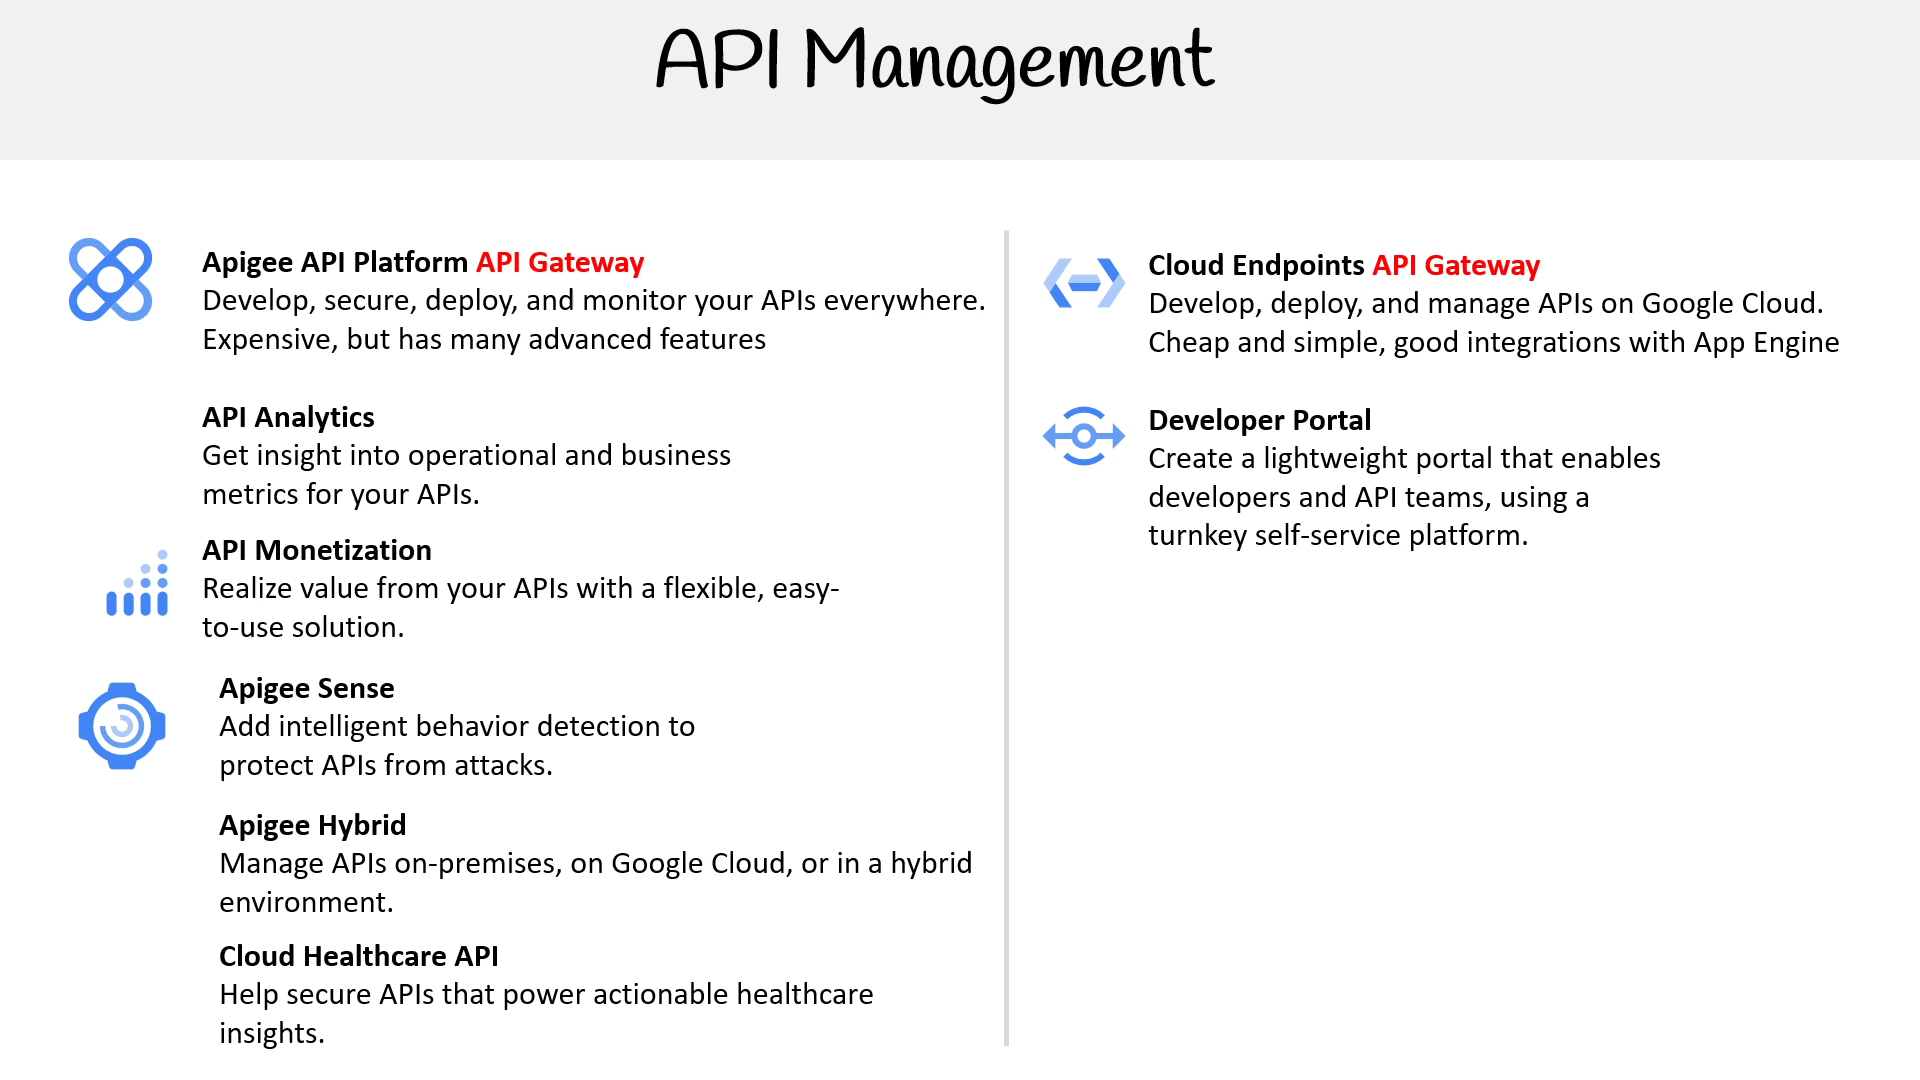 API Management
Apigee API Platform API Gateway
Develop, secure, deploy, and monitor your APIs everywhere.
Expensive, but has many advanced features
API Analytics
Get insight into operational and business
metrics for your APIs.
API Monetization
Realize value from your APIs with a flexible, easy-
to-use solution.
Apigee Sense
Add intelligent behavior detection to
protect APIs from attacks.
Apigee Hybrid
Manage APIs on-premises, on Google Cloud, or in a hybrid
environment.
Cloud Healthcare API
Help secure APIs that power actionable healthcare
insights.
Cloud Endpoints API Gateway
Develop, deploy, and manage APIs on Google Cloud.
Cheap and simple, good integrations with App Engine
Developer Portal
Create a lightweight portal that enables
developers and API teams, using a
turnkey self-service platform.